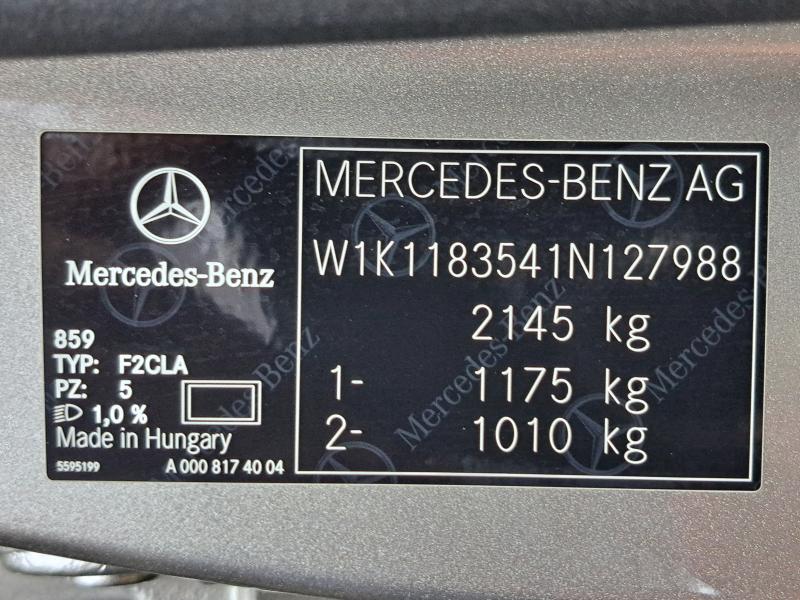 Mercedes-Benz
859
TYP: F2CLA
PZ: 5
1,0 %
Made in Hungary
5595199 A 000 817 40 04
MERCEDES-BENZ AG
W1K1183541N127988
2145 kg
1- 1175 kg
2- 1010 kg